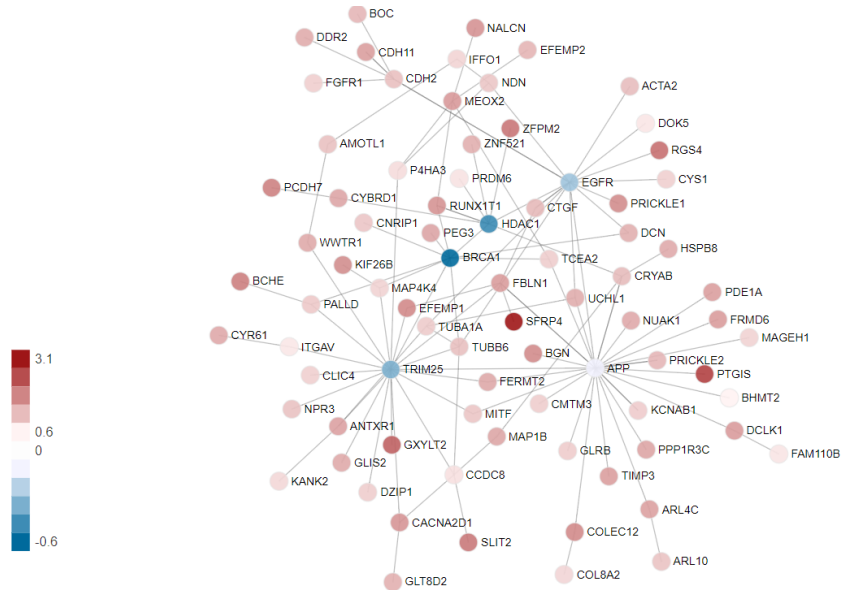 BOC
NALCN
DDR2
CDH11
IFFO1
EFEMP2
FGFR1
CDH2
NDN
ACTA2
MEOX2
DOK5
ZFPM2
AMOTL1
ZNF521
RGS4
P4HA3
PRDM6
EGFR
CYS1
PCDH7
CYBRD1
RUNX1T1
CTGF
PRICKLE1
CNRIP1
HDAC1
PEG3
DCN
WWTR1
HSPB8
BRCA1
TCEA2
KIF26B
CRYAB
BCHE
MAP4K4
FBLN1
PDE1A
UCHL1
PALLD
EFEMP1
SFRP4
NUAK1
FRMD6
TUBA1A
CYR61
MAGEH1
ITGAV
TUBB6
BGN
3.1
PRICKLE2
TRIM25
APP
PTGIS
CLIC4
FERMT2
BHMT2
CMTM3
NPR3
MITF
KCNAB1
ANTXR1
DCLK1
0.6
MAP1B
GXYLT2
GLRB
PPP1R3C
0
FAM110B
GLIS2
KANK2
CCDC8
TIMP3
DZIP1
ARL4C
CACNA2D1
COLEC12
-0.6
SLIT2
ARL10
COL8A2
GLT8D2